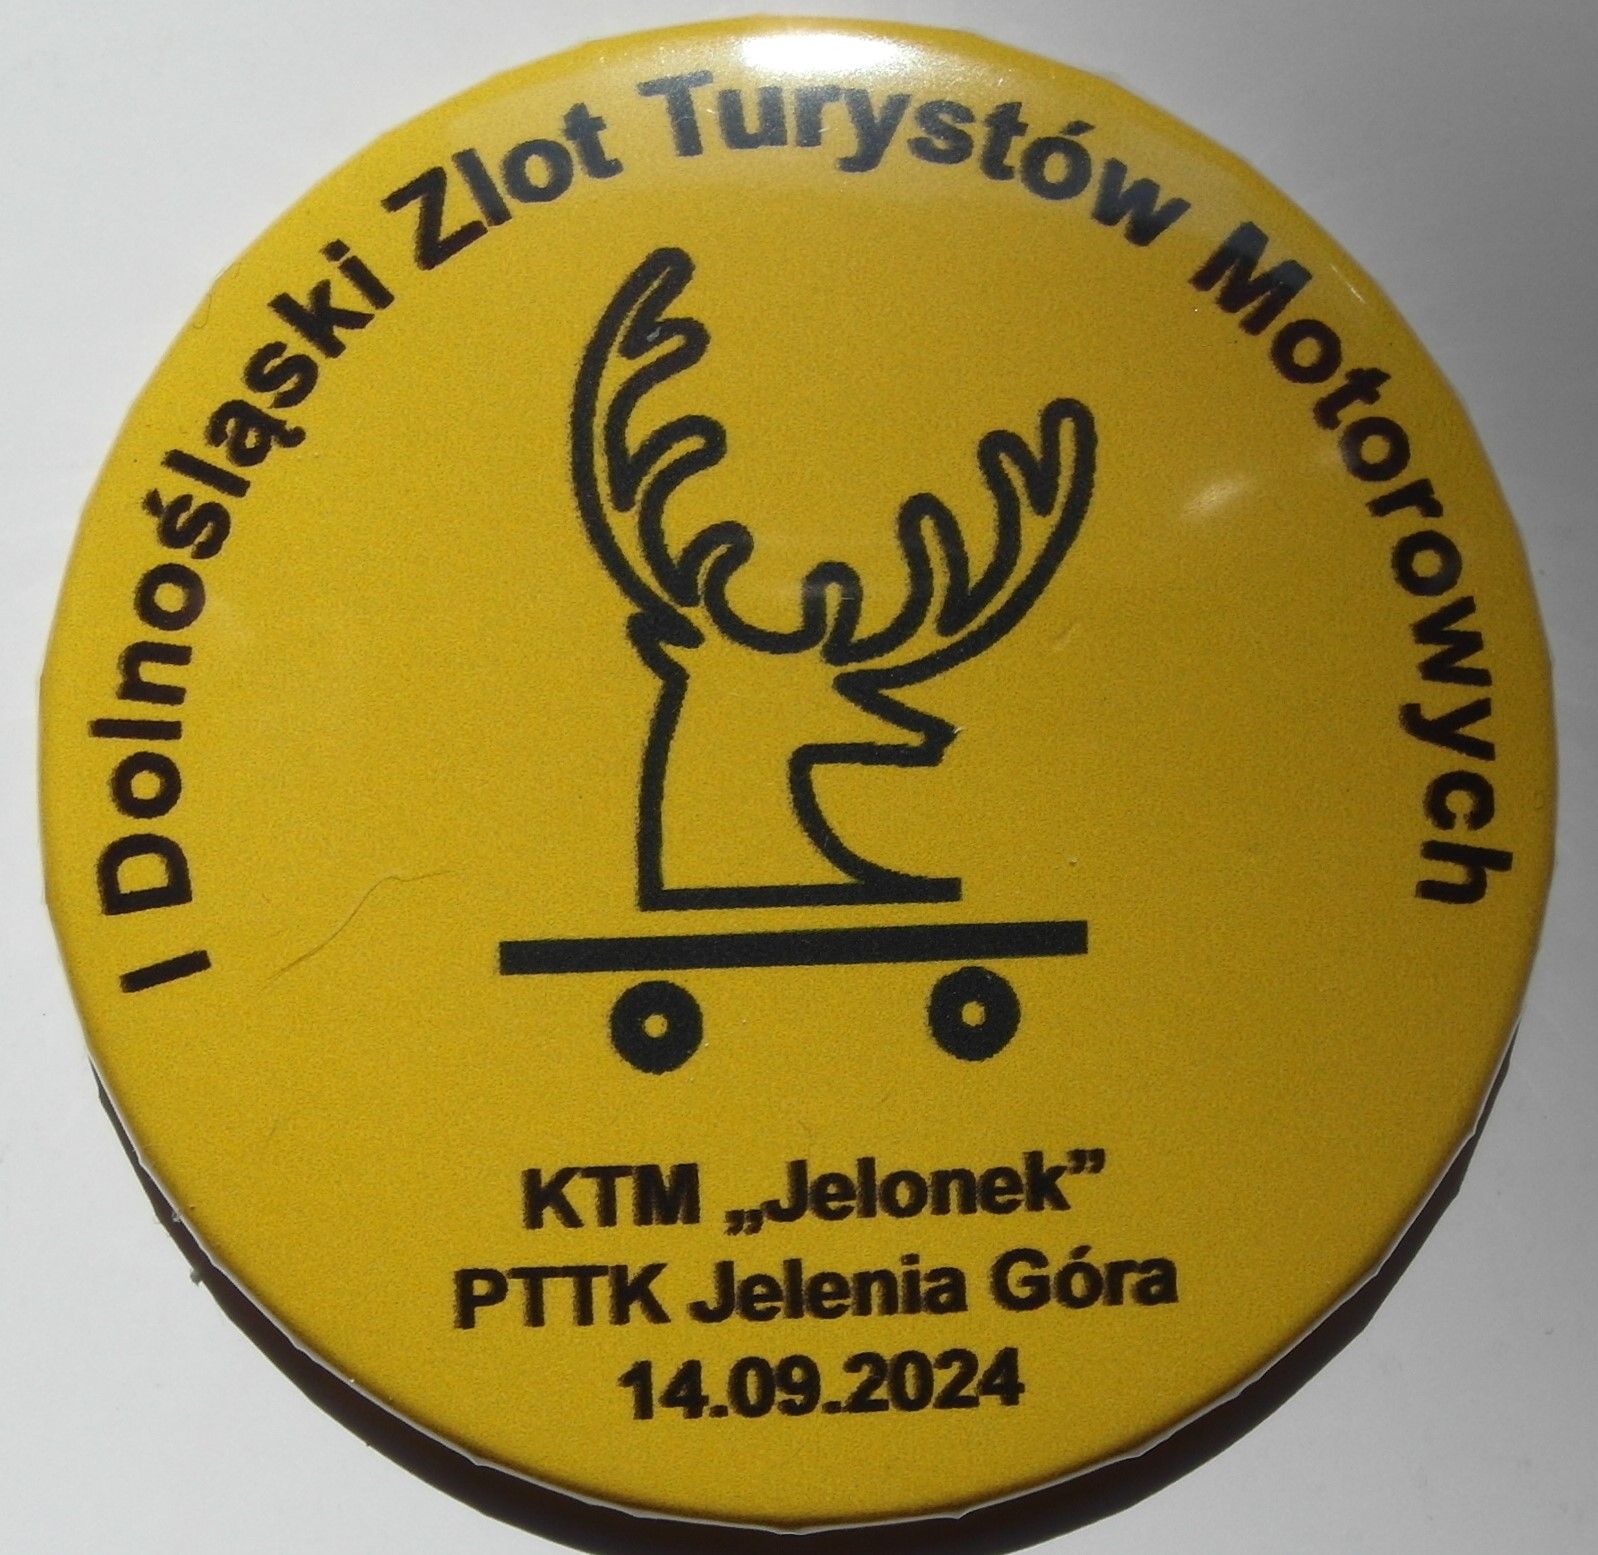 I Dolnośląski Zlot Turystów Motorowych
KTM „Jelonek”
PTTK Jelenia Góra
14.09.2024